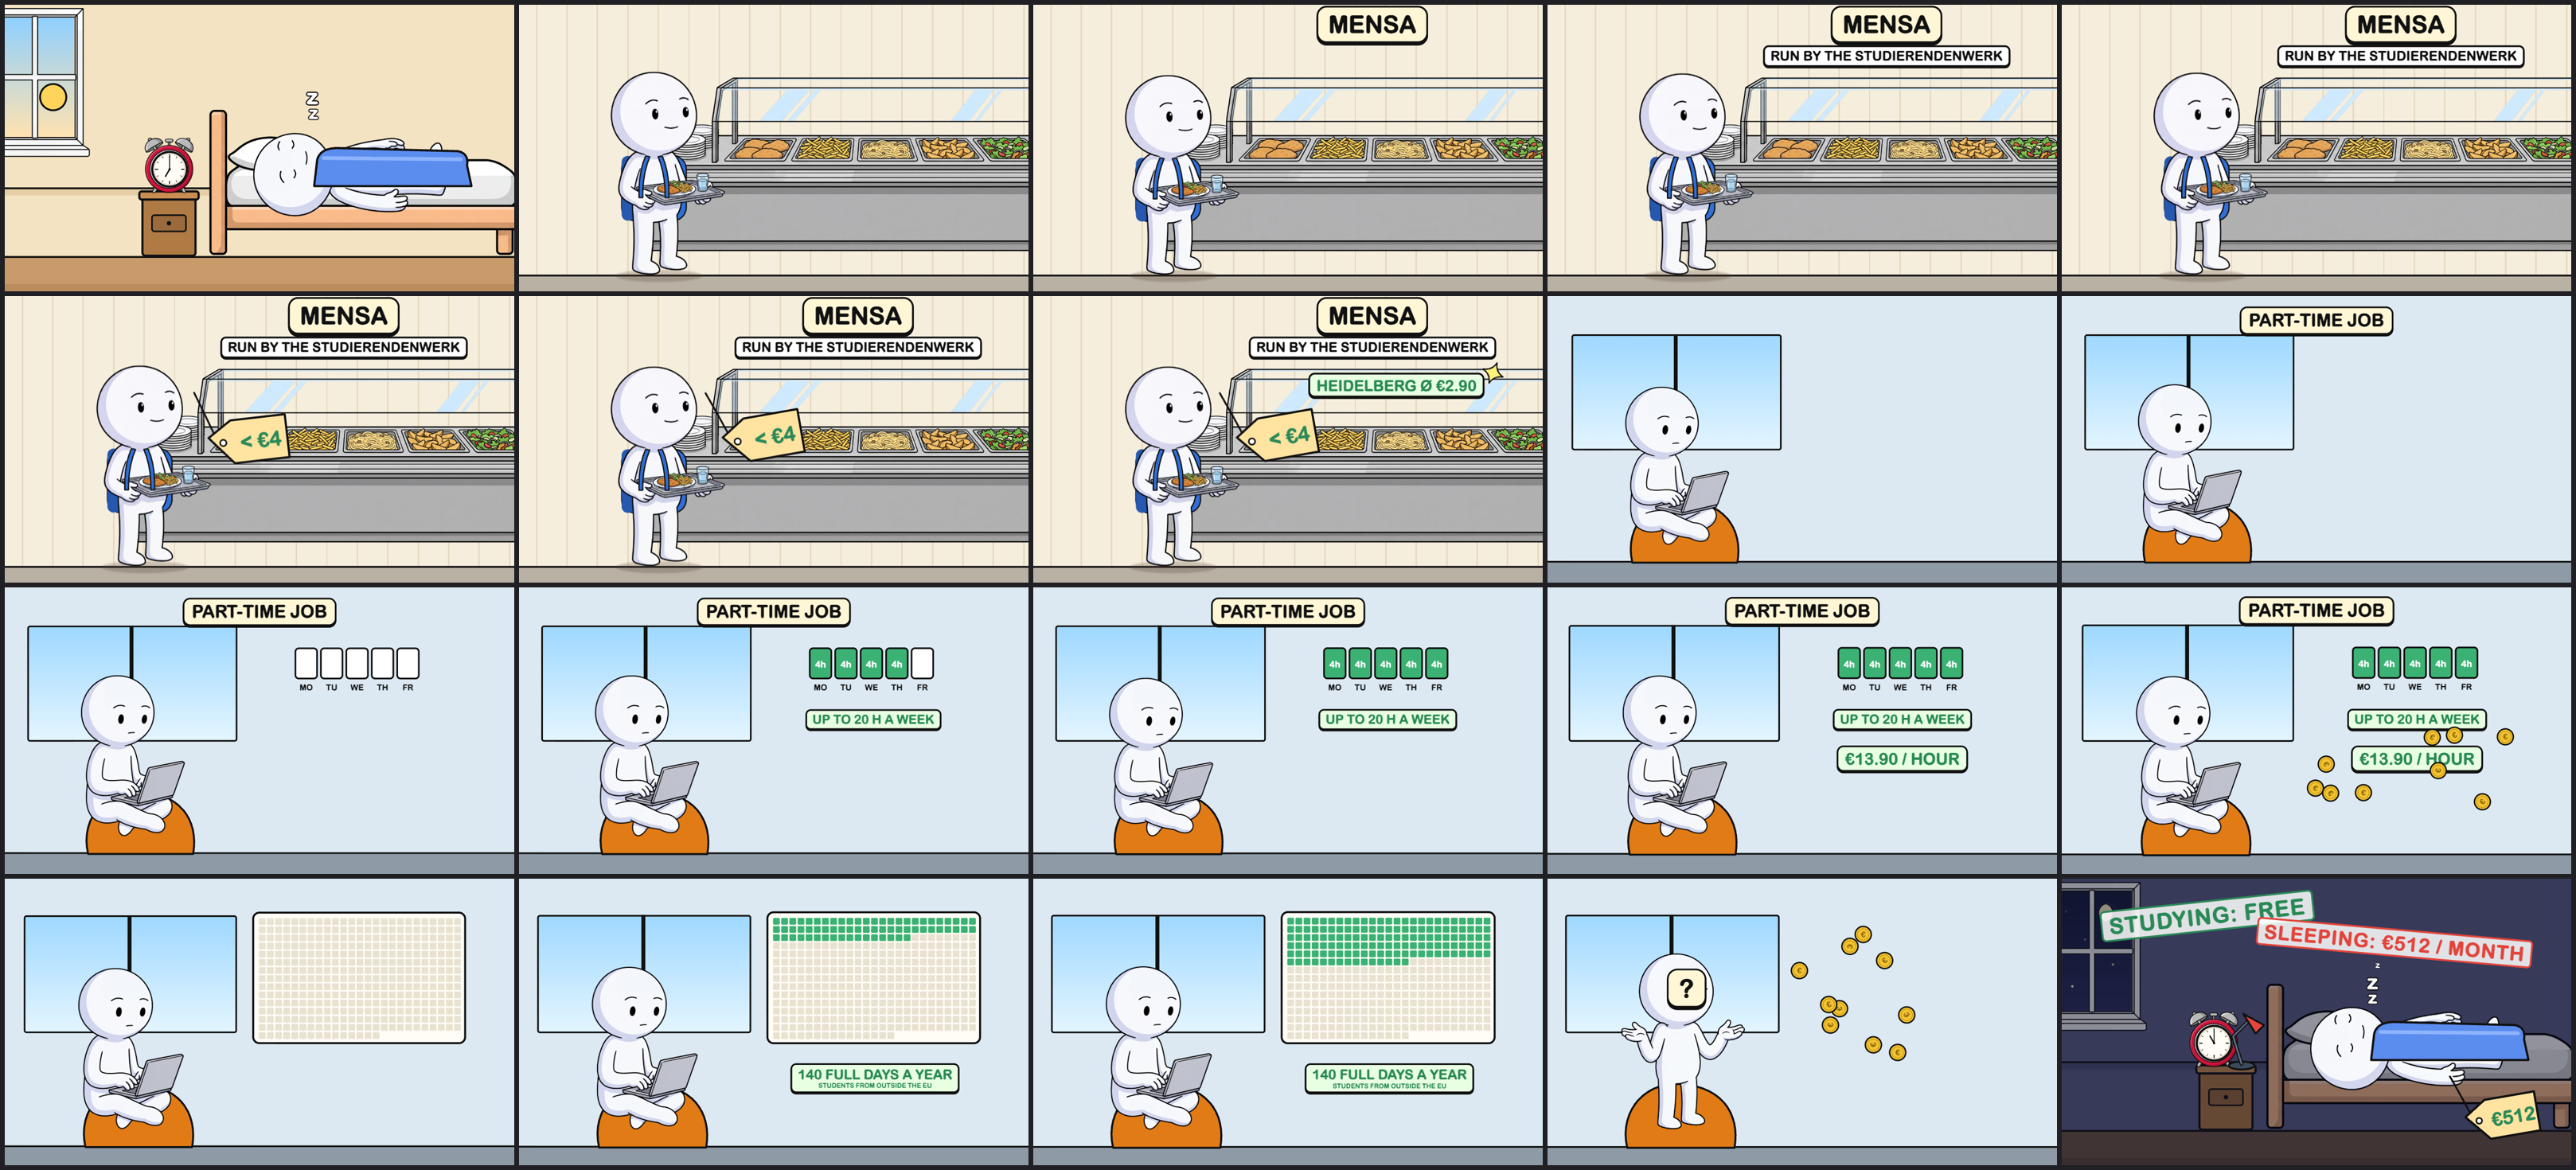 Z
Z
MENSA
MENSA
RUN BY THE STUDIERENDENWERK
MENSA
RUN BY THE STUDIERENDENWERK
MENSA
RUN BY THE STUDIERENDENWERK
< €4
MENSA
RUN BY THE STUDIERENDENWERK
< €4
MENSA
RUN BY THE STUDIERENDENWERK
HEIDELBERG Ø €2.90
< €4
PART-TIME JOB
PART-TIME JOB
MO TU WE TH FR
PART-TIME JOB
4h 4h 4h 4h
MO TU WE TH FR
UP TO 20 H A WEEK
PART-TIME JOB
4h 4h 4h 4h 4h
MO TU WE TH FR
UP TO 20 H A WEEK
PART-TIME JOB
4h 4h 4h 4h 4h
MO TU WE TH FR
UP TO 20 H A WEEK
€13.90 / HOUR
PART-TIME JOB
4h 4h 4h 4h 4h
MO TU WE TH FR
UP TO 20 H A WEEK
€13.90 / HOUR
140 FULL DAYS A YEAR
STUDENTS FROM OUTSIDE THE EU
140 FULL DAYS A YEAR
STUDENTS FROM OUTSIDE THE EU
?
STUDYING: FREE
SLEEPING: €512 / MONTH
z
Z
Z
€512